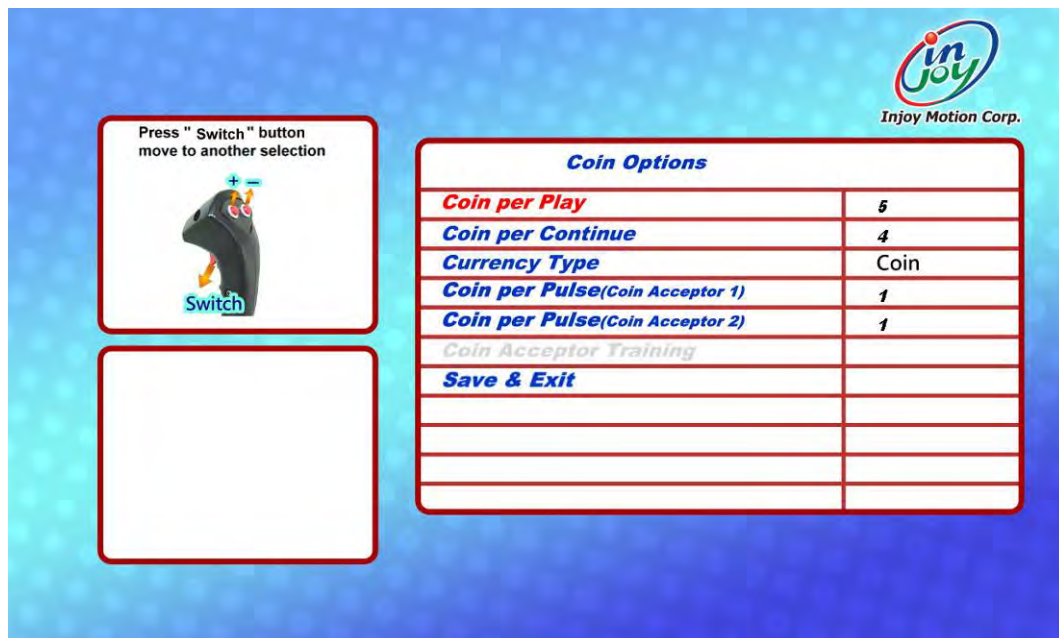 in
joy
Injoy Motion Corp.
Press " Switch " button
move to another selection
+ −
Switch
Coin Options
Coin per Play 5
Coin per Continue 4
Currency Type Coin
Coin per Pulse(Coin Acceptor 1) 1
Coin per Pulse(Coin Acceptor 2) 1
Coin Acceptor Training
Save & Exit